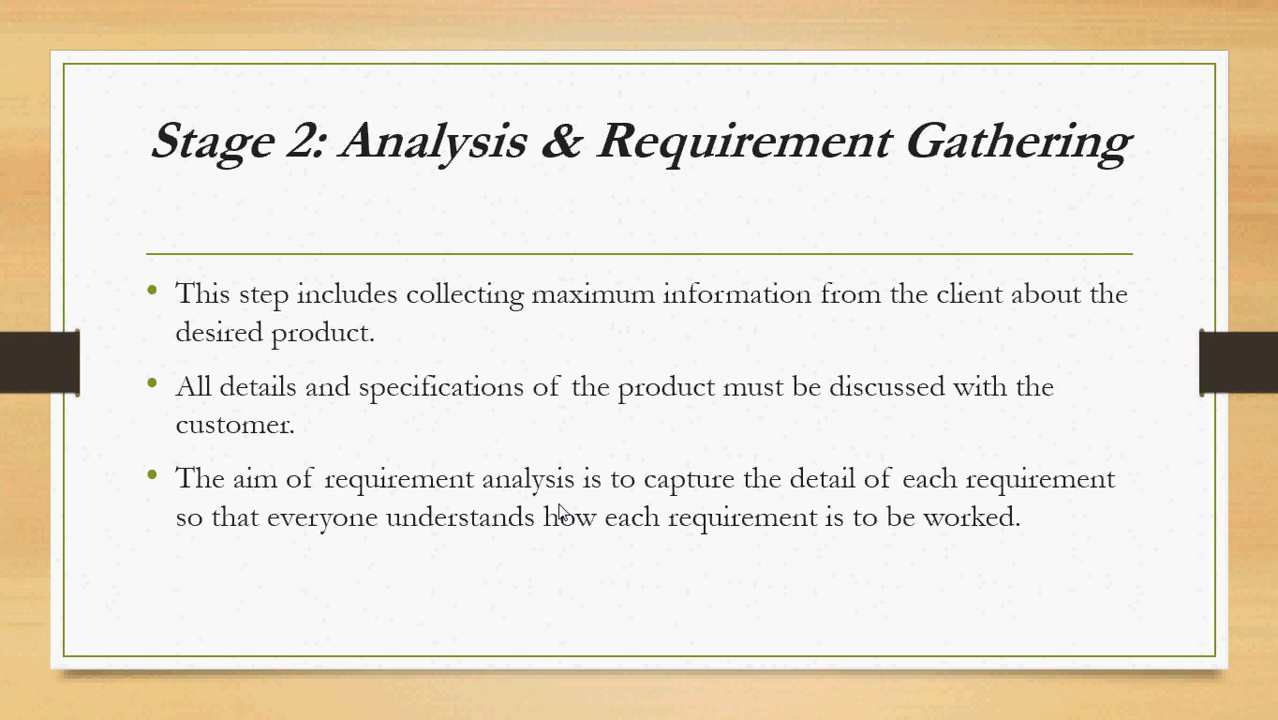 Stage 2: Analysis & Requirement Gathering
• This step includes collecting maximum information from the client about the
desired product.
• All details and specifications of the product must be discussed with the
customer.
• The aim of requirement analysis is to capture the detail of each requirement
so that everyone understands how each requirement is to be worked.